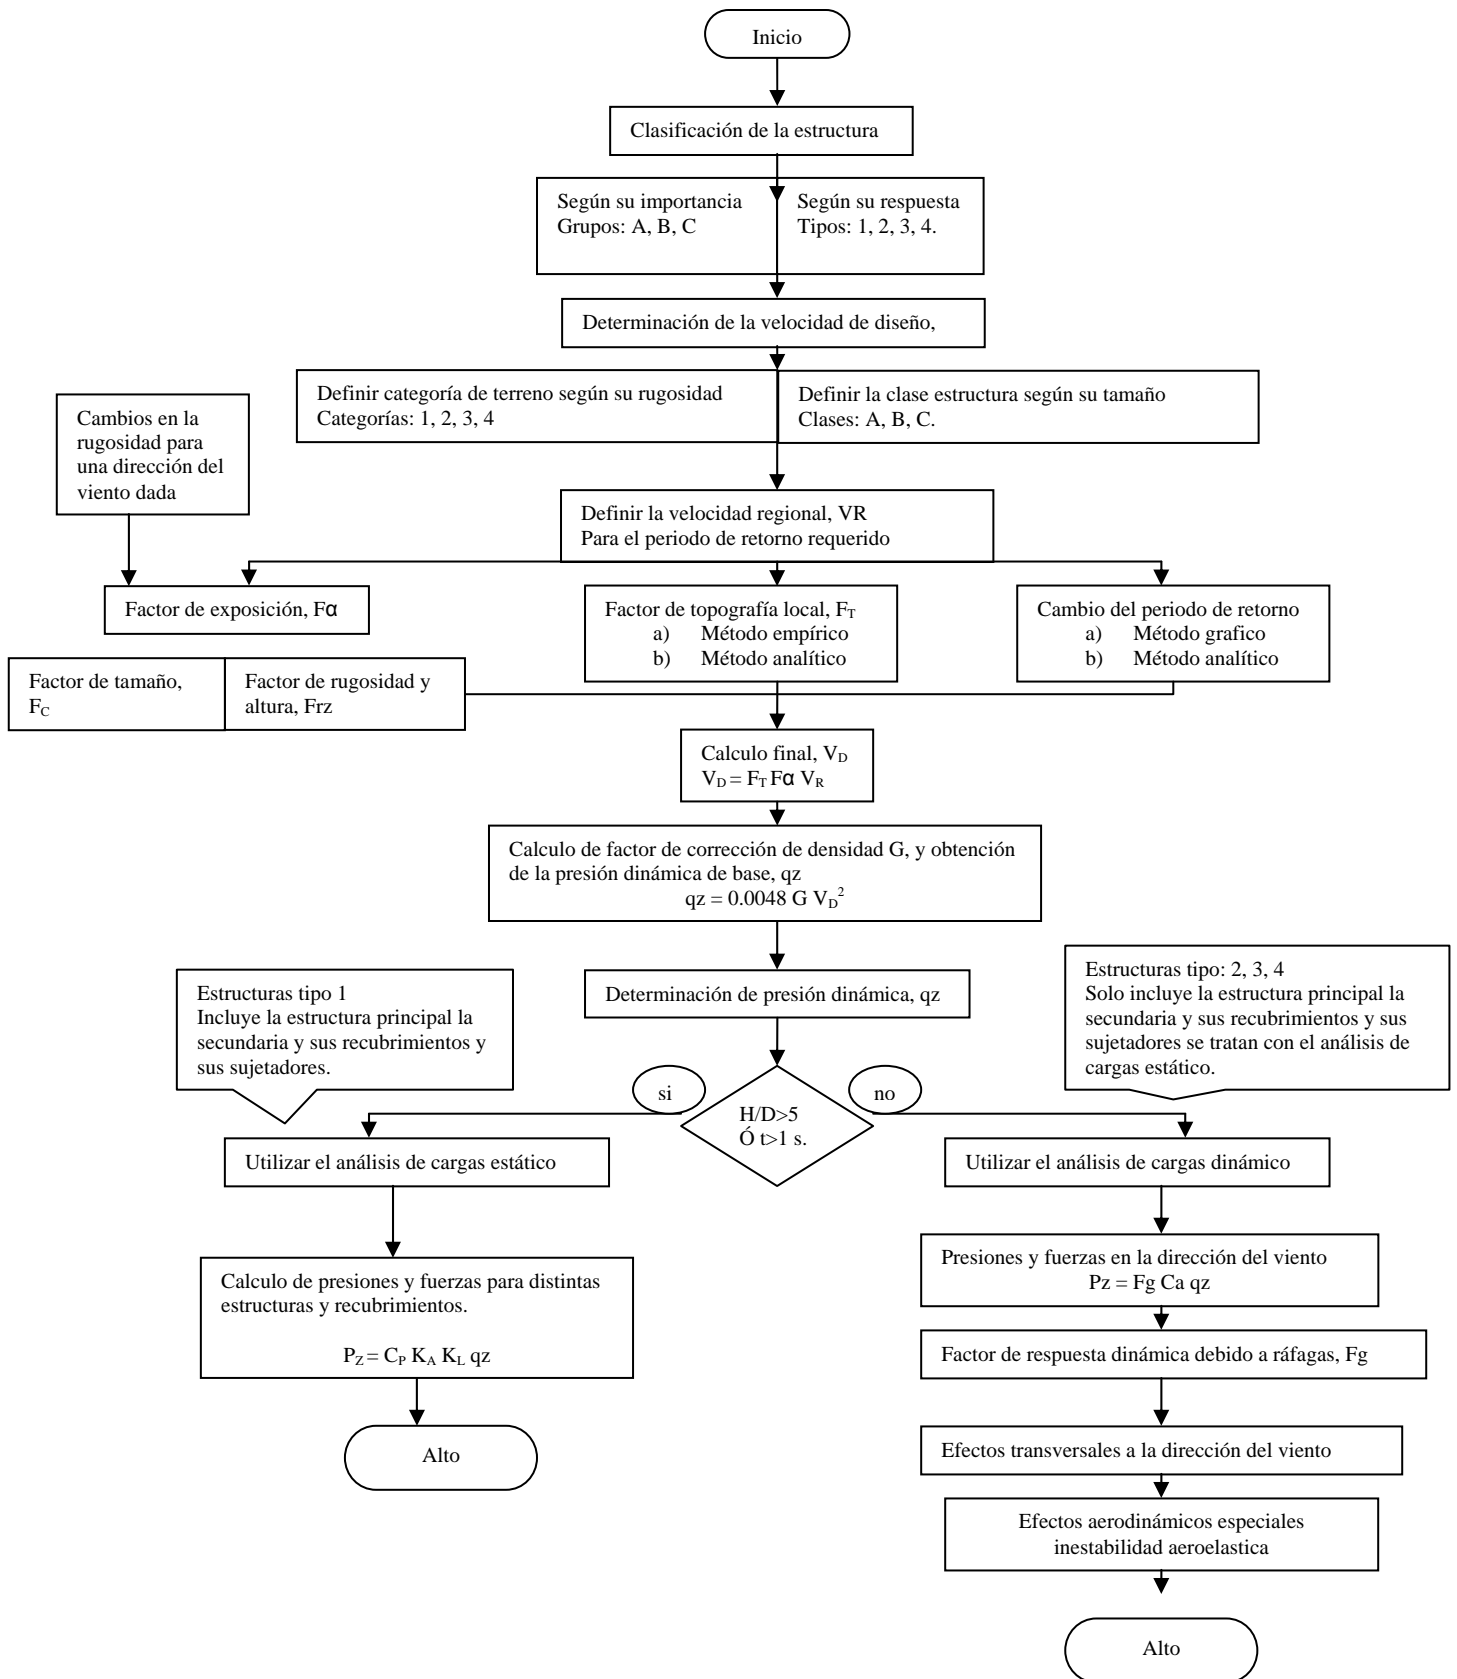 Inicio
Clasificación de la estructura
Según su importancia
Grupos: A, B, C
Según su respuesta
Tipos: 1, 2, 3, 4.
Determinación de la velocidad de diseño,
Definir categoría de terreno según su rugosidad
Categorías: 1, 2, 3, 4
Definir la clase estructura según su tamaño
Clases: A, B, C.
Cambios en la
rugosidad para
una dirección del
viento dada
Definir la velocidad regional, VR
Para el periodo de retorno requerido
Factor de exposición, Fα
Factor de topografía local, F_T
a) Método empírico
b) Método analítico
Cambio del periodo de retorno
a) Método grafico
b) Método analítico
Factor de tamaño,
F_C
Factor de rugosidad y
altura, Frz
Calculo final, V_D
V_D = F_T Fα V_R
Calculo de factor de corrección de densidad G, y obtención
de la presión dinámica de base, qz
qz = 0.0048 G V_D²
Determinación de presión dinámica, qz
Estructuras tipo 1
Incluye la estructura principal la
secundaria y sus recubrimientos y
sus sujetadores.
Estructuras tipo: 2, 3, 4
Solo incluye la estructura principal la
secundaria y sus recubrimientos y sus
sujetadores se tratan con el análisis de
cargas estático.
si
H/D>5
Ó t>1 s.
no
Utilizar el análisis de cargas estático
Utilizar el análisis de cargas dinámico
Calculo de presiones y fuerzas para distintas
estructuras y recubrimientos.
P_Z = C_P K_A K_L qz
Alto
Presiones y fuerzas en la dirección del viento
Pz = Fg Ca qz
Factor de respuesta dinámica debido a ráfagas, Fg
Efectos transversales a la dirección del viento
Efectos aerodinámicos especiales
inestabilidad aeroelastica
Alto